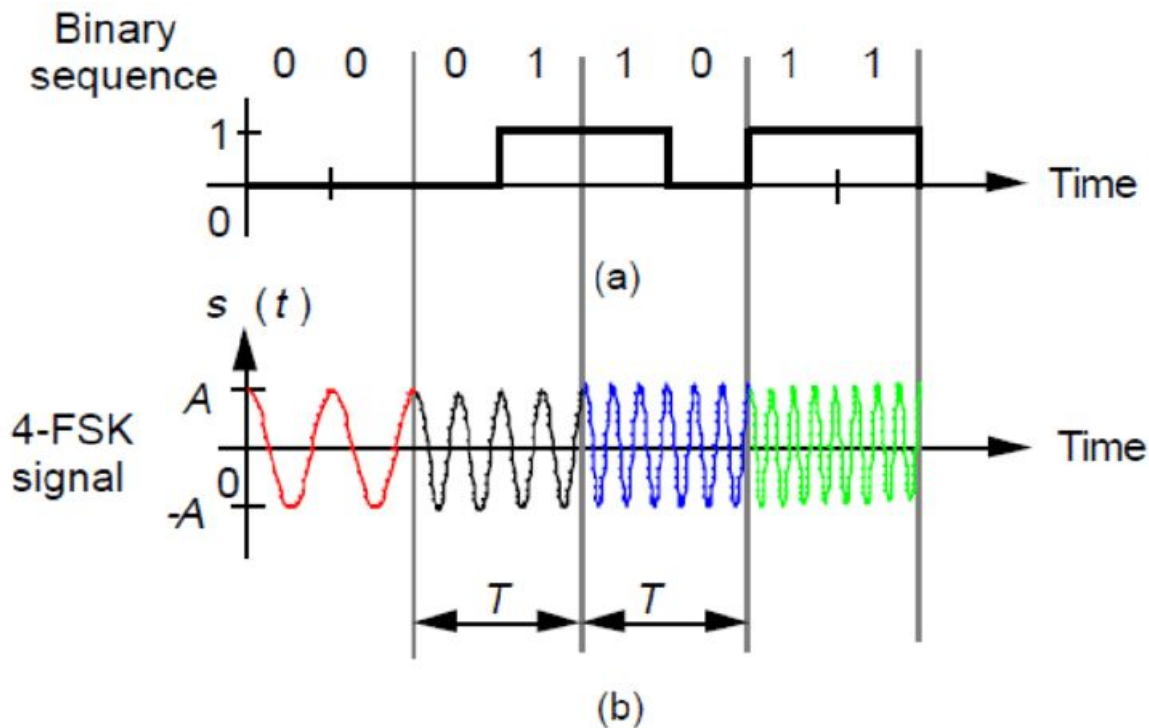 Binary
sequence
0 0 0 1 1 0 1 1
1
0
Time
(a)
s (t)
A
4-FSK
signal
0
-A
Time
T T
(b)